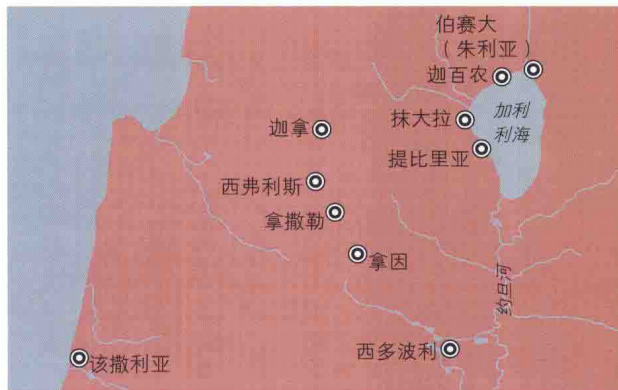 伯赛大
（朱利亚）
迦百农
加利
利海
抹大拉
迦拿
提比里亚
西弗利斯
拿撒勒
拿因
约旦河
西多波利
该撒利亚